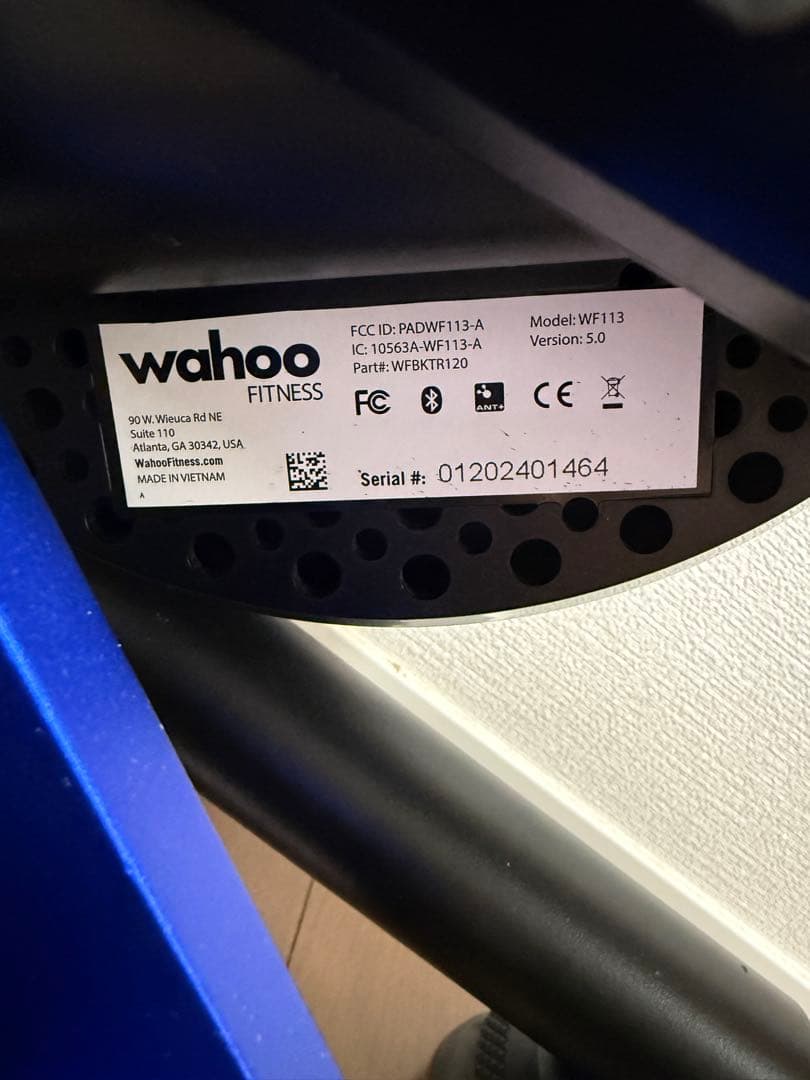 wahoo
FITNESS
90 W. Wieuca Rd NE
Suite 110
Atlanta, GA 30342, USA
WahooFitness.com
MADE IN VIETNAM
A
FCC ID: PADWF113-A
IC: 10563A-WF113-A
Part#: WFBKTR120
Model: WF113
Version: 5.0
FC
ANT+
CE
Serial #: 01202401464